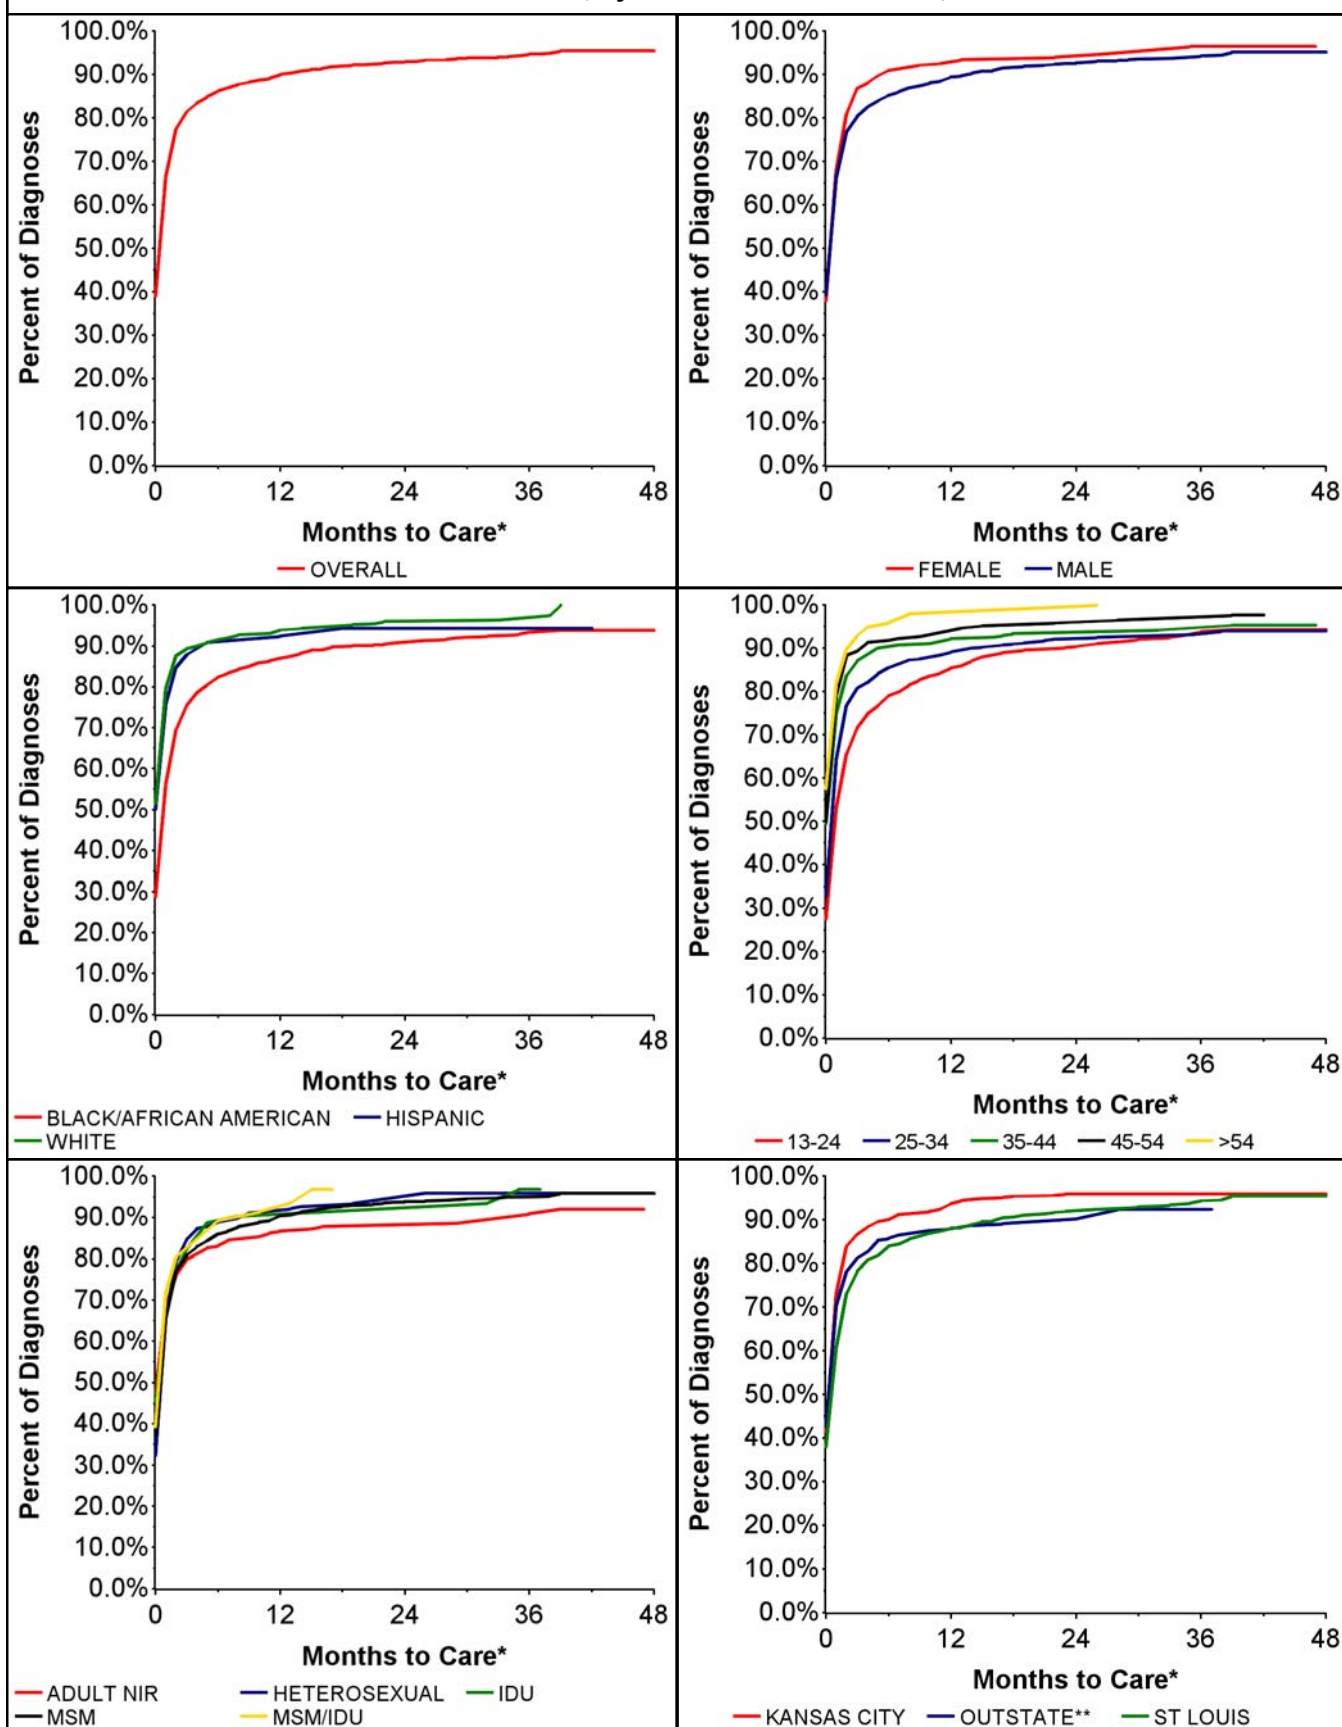 100.0%
90.0%
80.0%
70.0%
60.0%
50.0%
40.0%
30.0%
20.0%
10.0%
0.0%
Percent of Diagnoses
0 12 24 36 48
Months to Care*
OVERALL
100.0%
90.0%
80.0%
70.0%
60.0%
50.0%
40.0%
30.0%
20.0%
10.0%
0.0%
Percent of Diagnoses
0 12 24 36 48
Months to Care*
FEMALE MALE
100.0%
90.0%
80.0%
70.0%
60.0%
50.0%
40.0%
30.0%
20.0%
10.0%
0.0%
Percent of Diagnoses
0 12 24 36 48
Months to Care*
BLACK/AFRICAN AMERICAN HISPANIC
WHITE
100.0%
90.0%
80.0%
70.0%
60.0%
50.0%
40.0%
30.0%
20.0%
10.0%
0.0%
Percent of Diagnoses
0 12 24 36 48
Months to Care*
13-24 25-34 35-44 45-54 >54
100.0%
90.0%
80.0%
70.0%
60.0%
50.0%
40.0%
30.0%
20.0%
10.0%
0.0%
Percent of Diagnoses
0 12 24 36 48
Months to Care*
ADULT NIR HETEROSEXUAL IDU
MSM MSM/IDU
100.0%
90.0%
80.0%
70.0%
60.0%
50.0%
40.0%
30.0%
20.0%
10.0%
0.0%
Percent of Diagnoses
0 12 24 36 48
Months to Care*
KANSAS CITY OUTSTATE** ST LOUIS